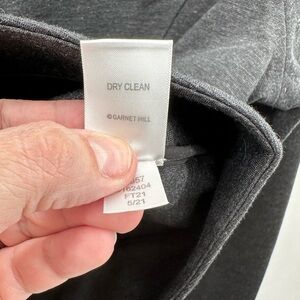 DRY CLEAN
© GARNET HILL
FT21
5/21